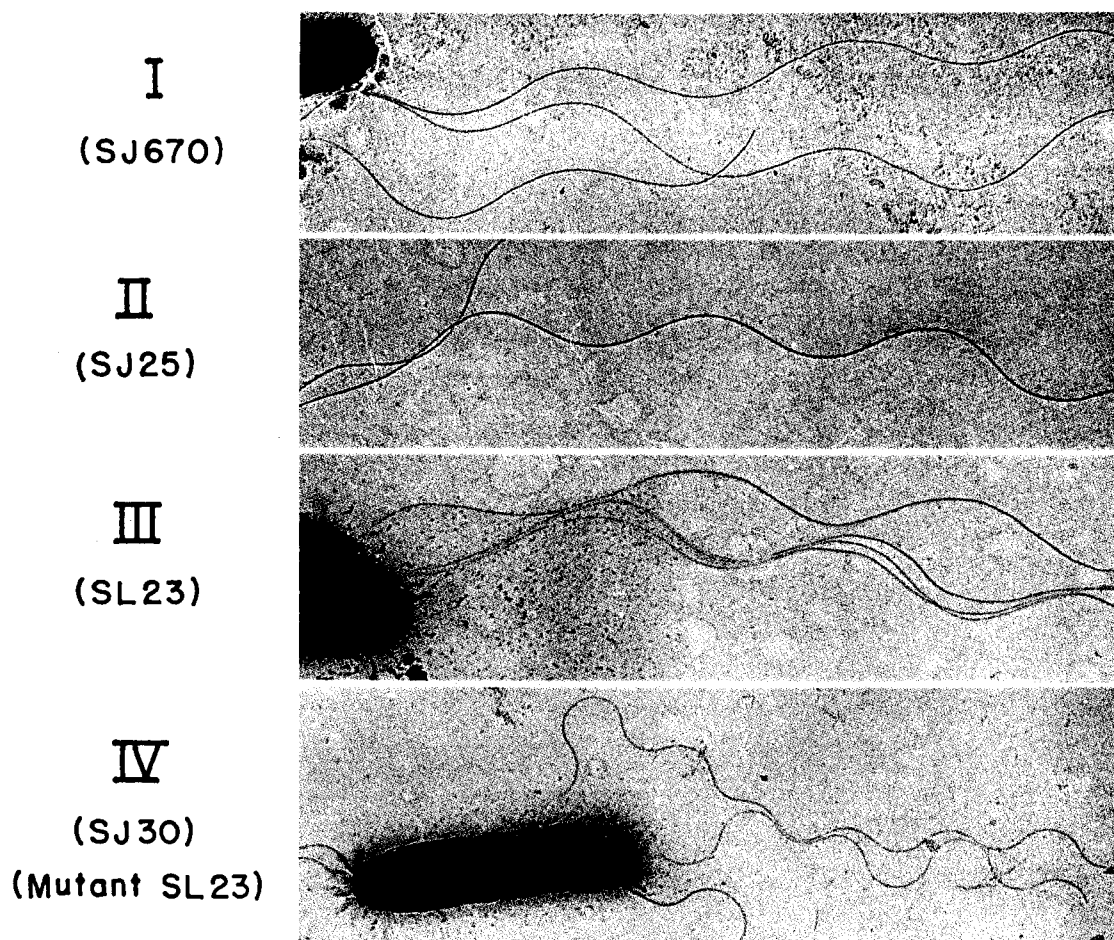 I
(SJ670)
II
(SJ25)
III
(SL23)
IV
(SJ30)
(Mutant SL23)